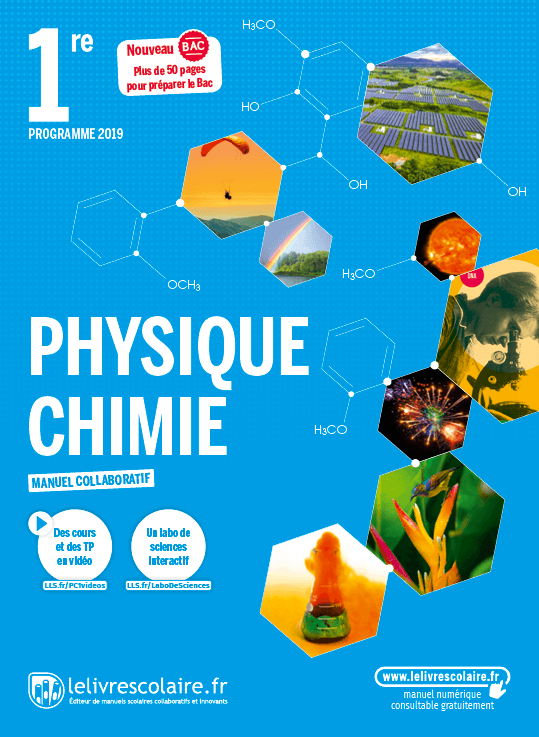 1re
PROGRAMME 2019
Nouveau BAC
Plus de 50 pages
pour préparer le Bac
H₃CO
HO
OH
OH
OCH₃
H₃CO
DNA
H₃CO
PHYSIQUE
CHIMIE
MANUEL COLLABORATIF
Des cours
et des TP
en vidéo
LLS.fr/PC1videos
Un labo de
sciences
interactif
LLS.fr/LaboDeSciences
lelivrescolaire.fr
Éditeur de manuels scolaires collaboratifs et innovants
www.lelivrescolaire.fr
manuel numérique
consultable gratuitement